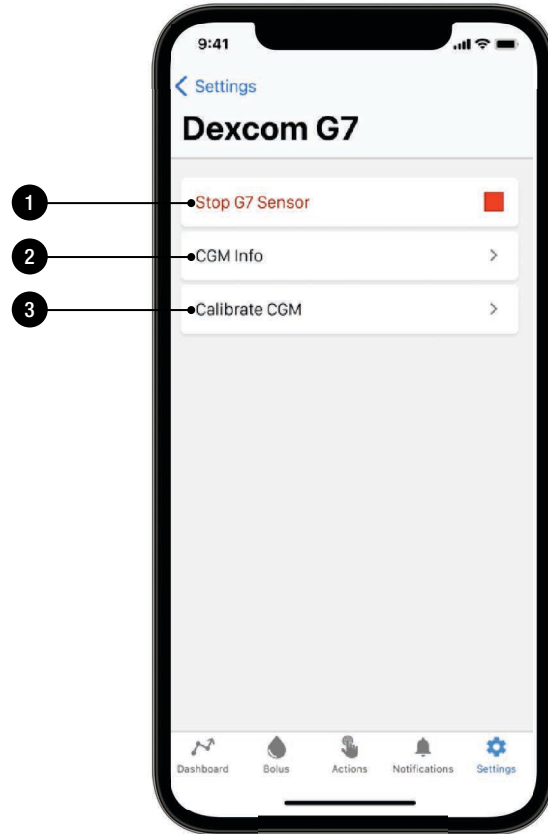 9:41
Settings
Dexcom G7
1
Stop G7 Sensor
2
CGM Info
3
Calibrate CGM
Dashboard Bolus Actions Notifications Settings